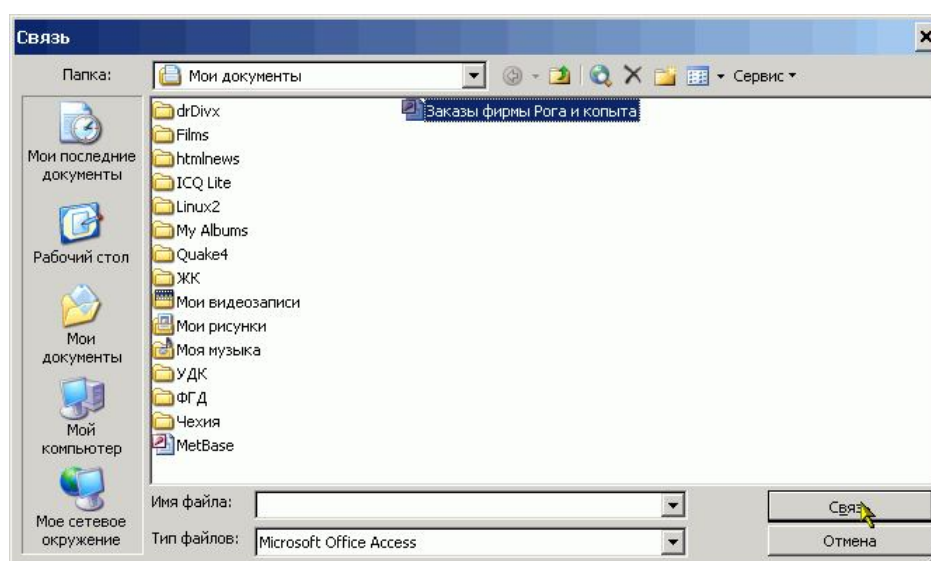 Связь
Папка:
Мои документы
Сервис
Мои последние
документы
Рабочий стол
Мои
документы
Мой
компьютер
Мое сетевое
окружение
drDivx
Films
htmlnews
ICQ Lite
Linux2
My Albums
Quake4
ЖК
Мои видеозаписи
Мои рисунки
Моя музыка
УДК
ФГД
Чехия
MetBase
Заказы фирмы Рога и копыта
Имя файла:
Связь
Тип файлов:
Microsoft Office Access
Отмена